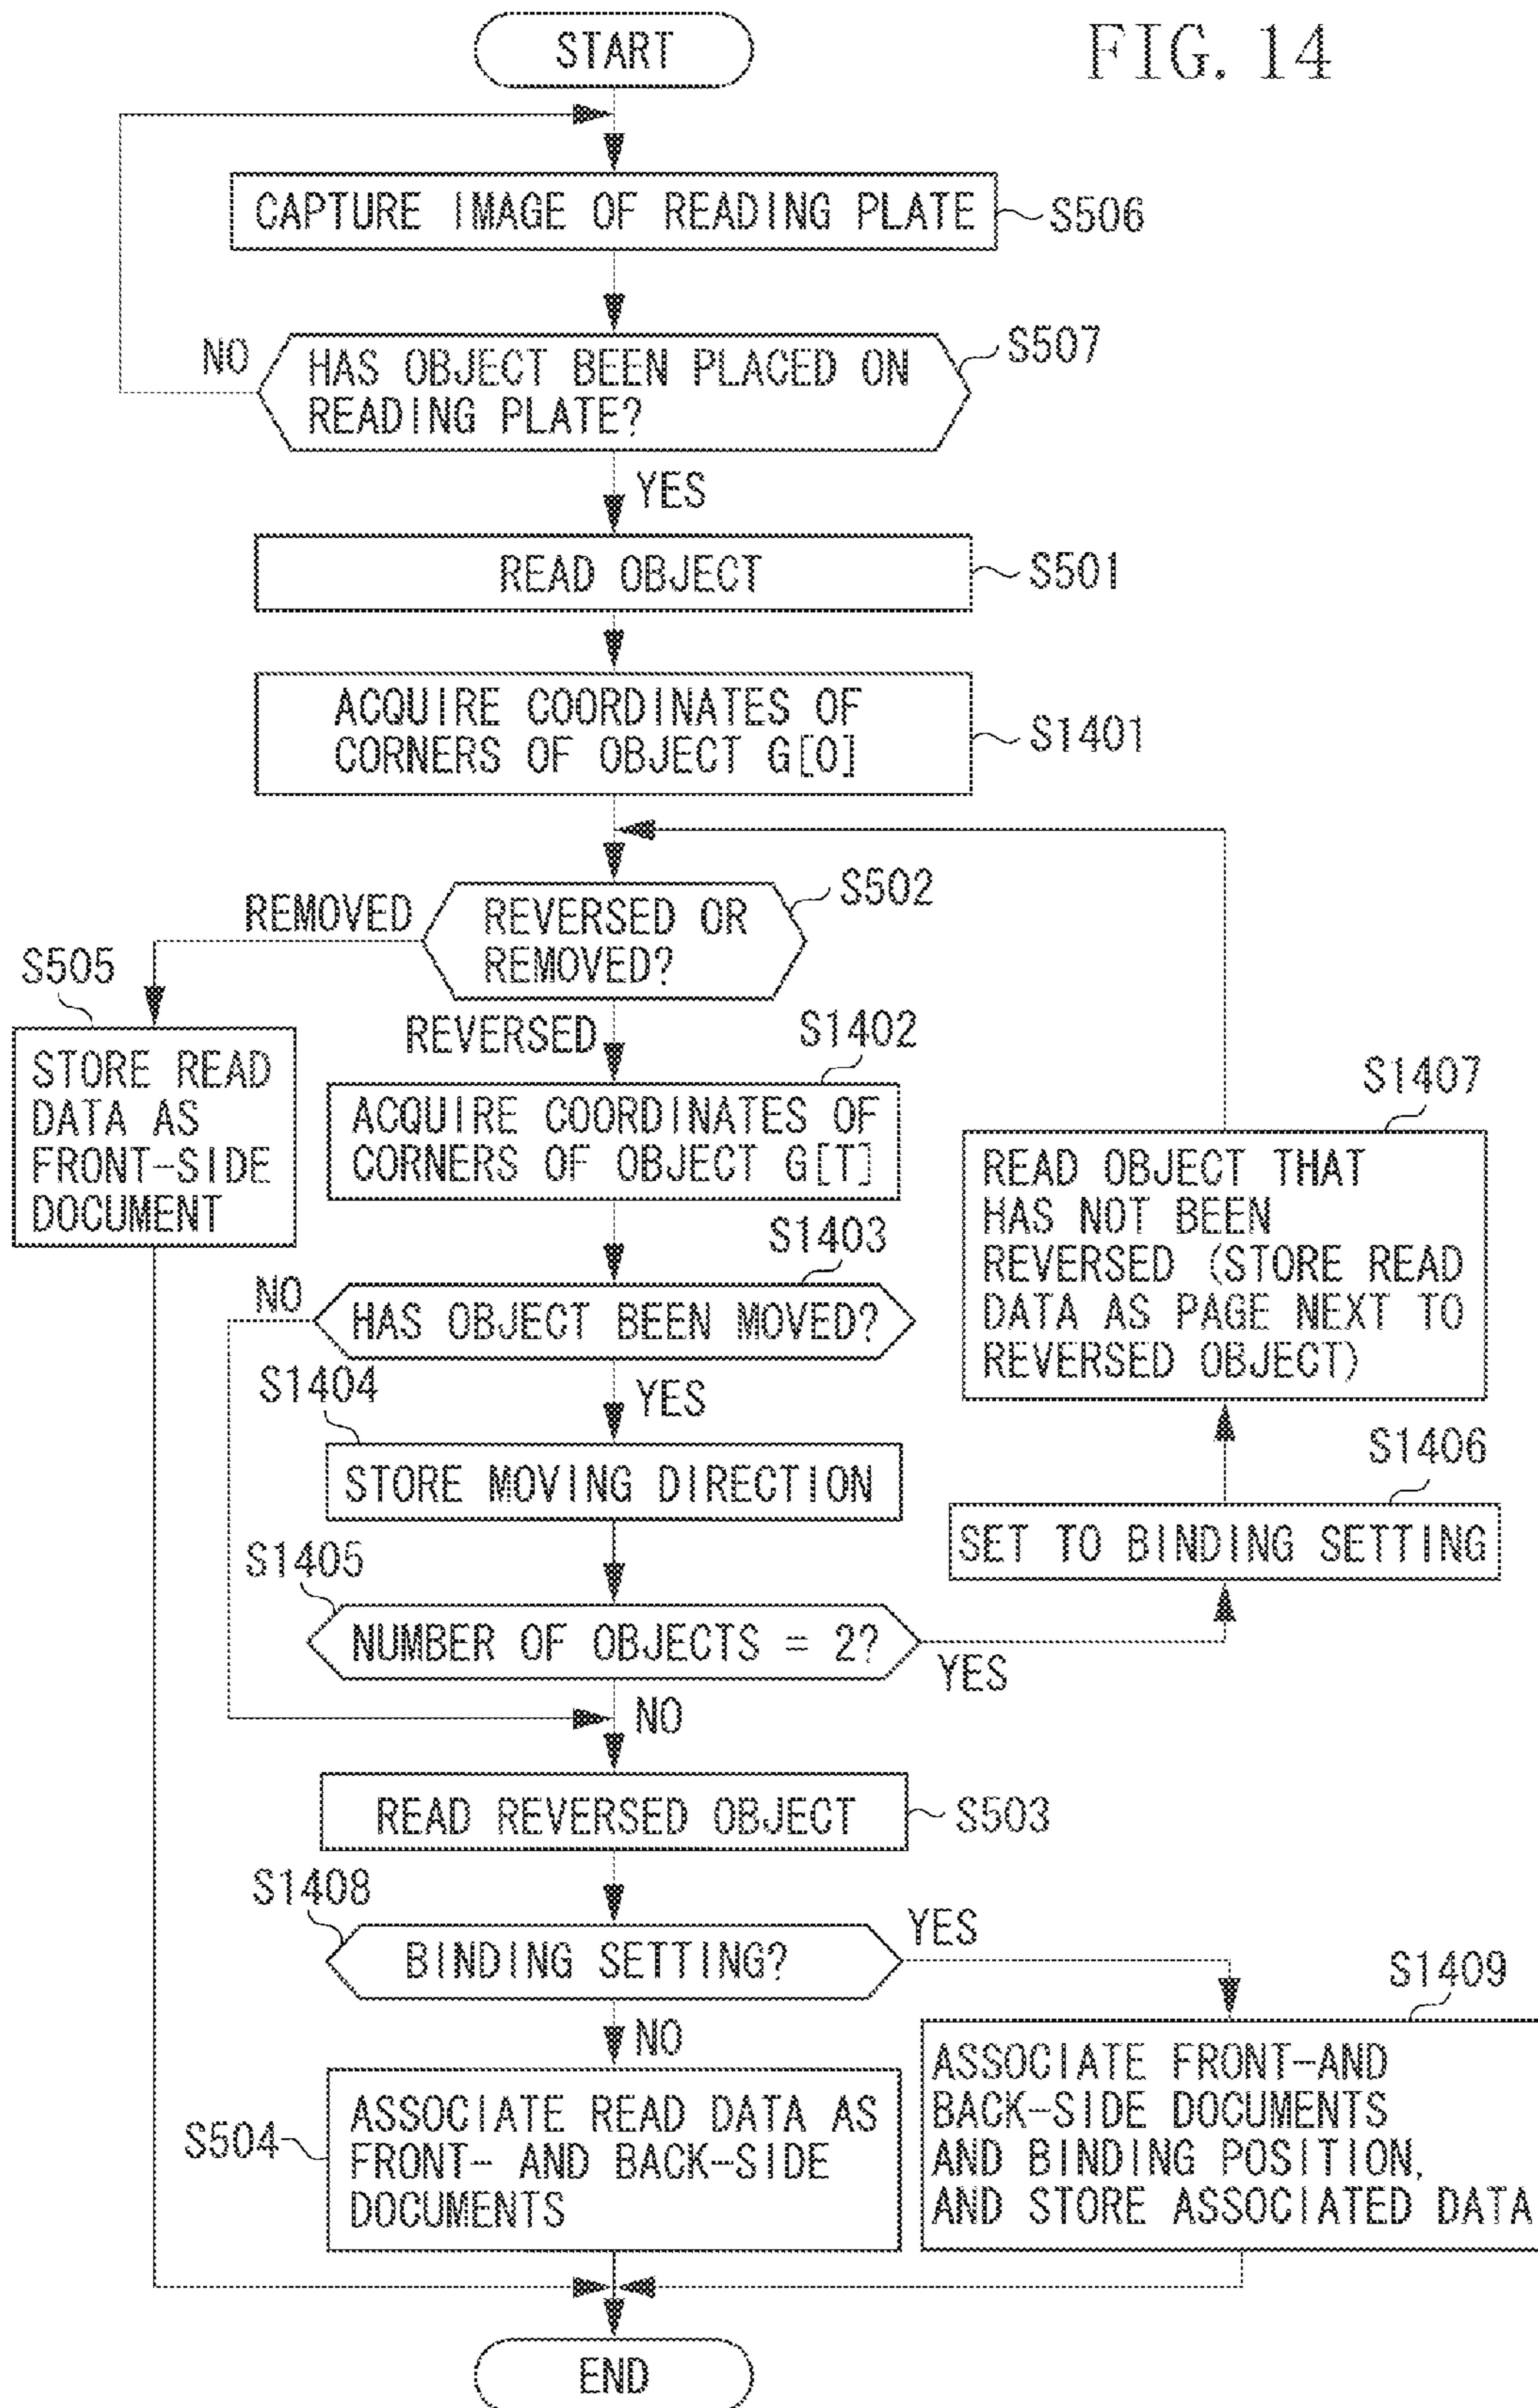 FIG. 14
START
CAPTURE IMAGE OF READING PLATE
S506
HAS OBJECT BEEN PLACED ON
READING PLATE?
S507
NO
YES
READ OBJECT
S501
ACQUIRE COORDINATES OF
CORNERS OF OBJECT G[0]
S1401
REVERSED OR
REMOVED?
S502
REMOVED
REVERSED
S505
STORE READ
DATA AS
FRONT-SIDE
DOCUMENT
S1402
ACQUIRE COORDINATES OF
CORNERS OF OBJECT G[T]
S1403
HAS OBJECT BEEN MOVED?
NO
YES
S1404
STORE MOVING DIRECTION
S1405
NUMBER OF OBJECTS = 2?
YES
NO
S1406
SET TO BINDING SETTING
S1407
READ OBJECT THAT
HAS NOT BEEN
REVERSED (STORE READ
DATA AS PAGE NEXT TO
REVERSED OBJECT)
READ REVERSED OBJECT
S503
S1408
BINDING SETTING?
YES
NO
S504
ASSOCIATE READ DATA AS
FRONT- AND BACK-SIDE
DOCUMENTS
S1409
ASSOCIATE FRONT-AND
BACK-SIDE DOCUMENTS
AND BINDING POSITION,
AND STORE ASSOCIATED DATA
END